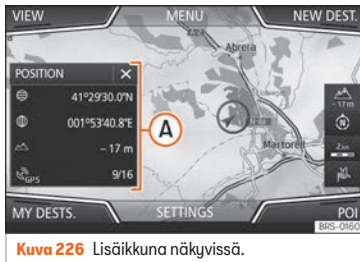 VIEW MENU NEW DEST.
Abrera
POSITION
41°29'30.0"N
001°53'40.8"E
A
– 17 m
GPS 9/16
– 17 m
Martorell
2 km
MY DESTS. SETTINGS POI
BRS-0160
Kuva 226 Lisäikkuna näkyvissä.